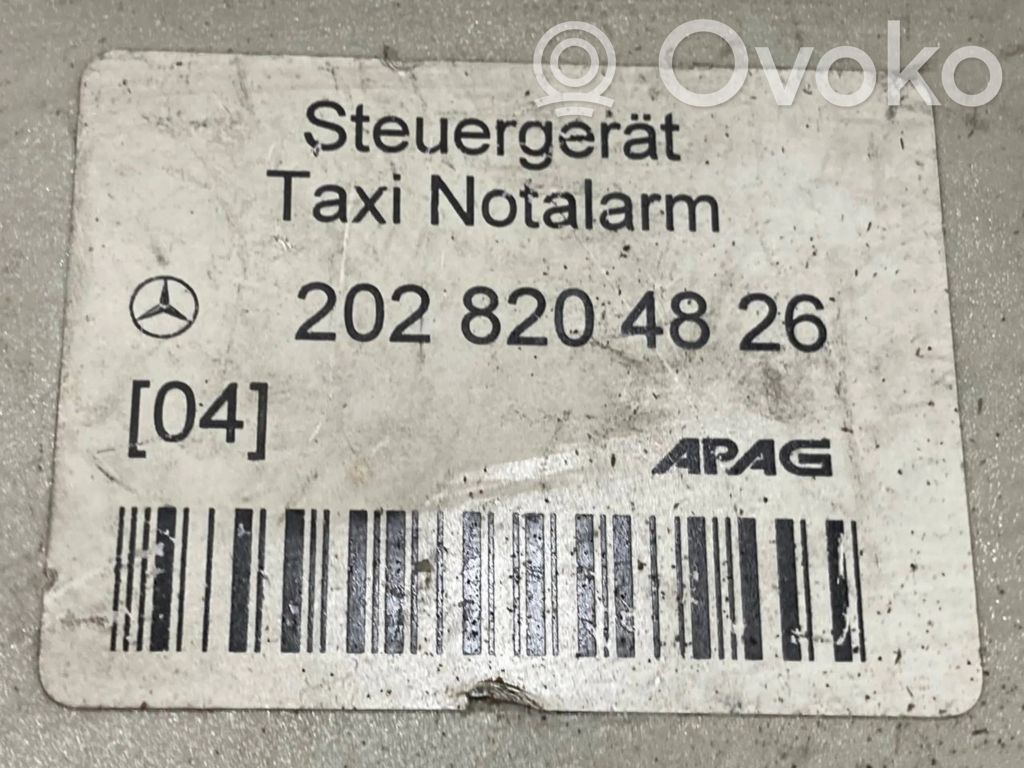 Ovoko
Steuergerät
Taxi Notalarm
202 820 48 26
[04]
APAG